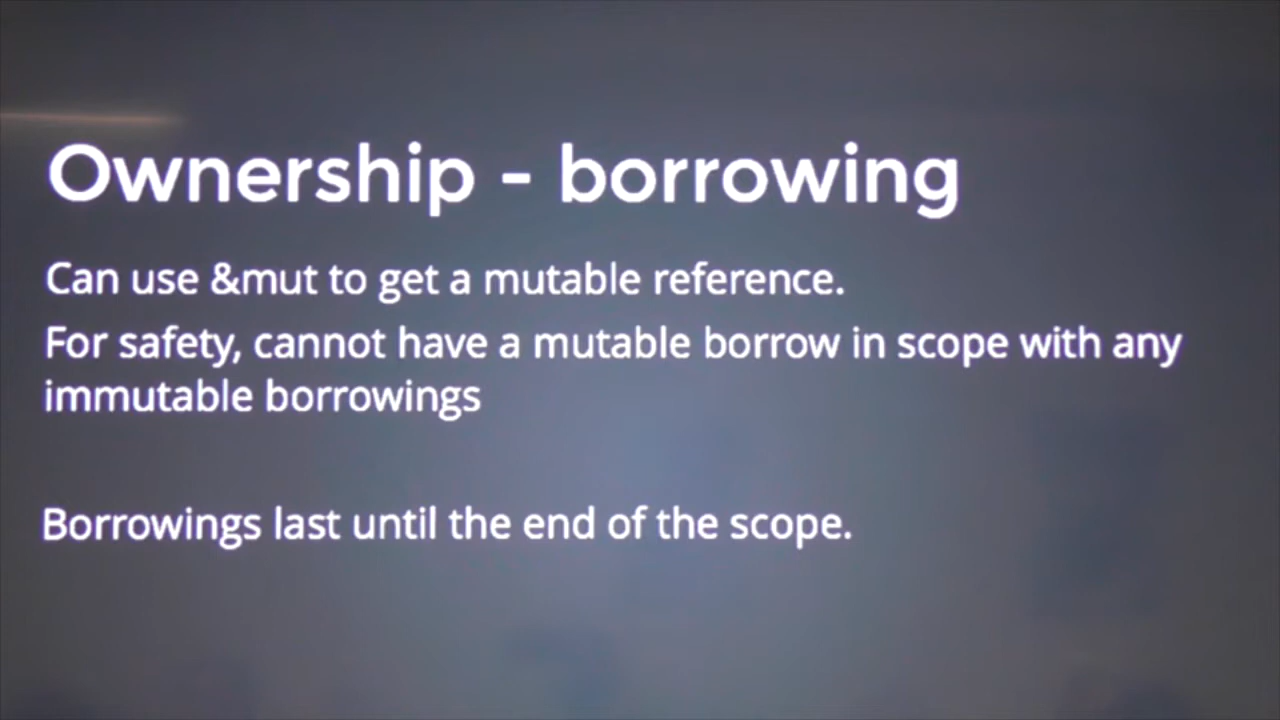 Ownership - borrowing
Can use &mut to get a mutable reference.
For safety, cannot have a mutable borrow in scope with any
immutable borrowings
Borrowings last until the end of the scope.